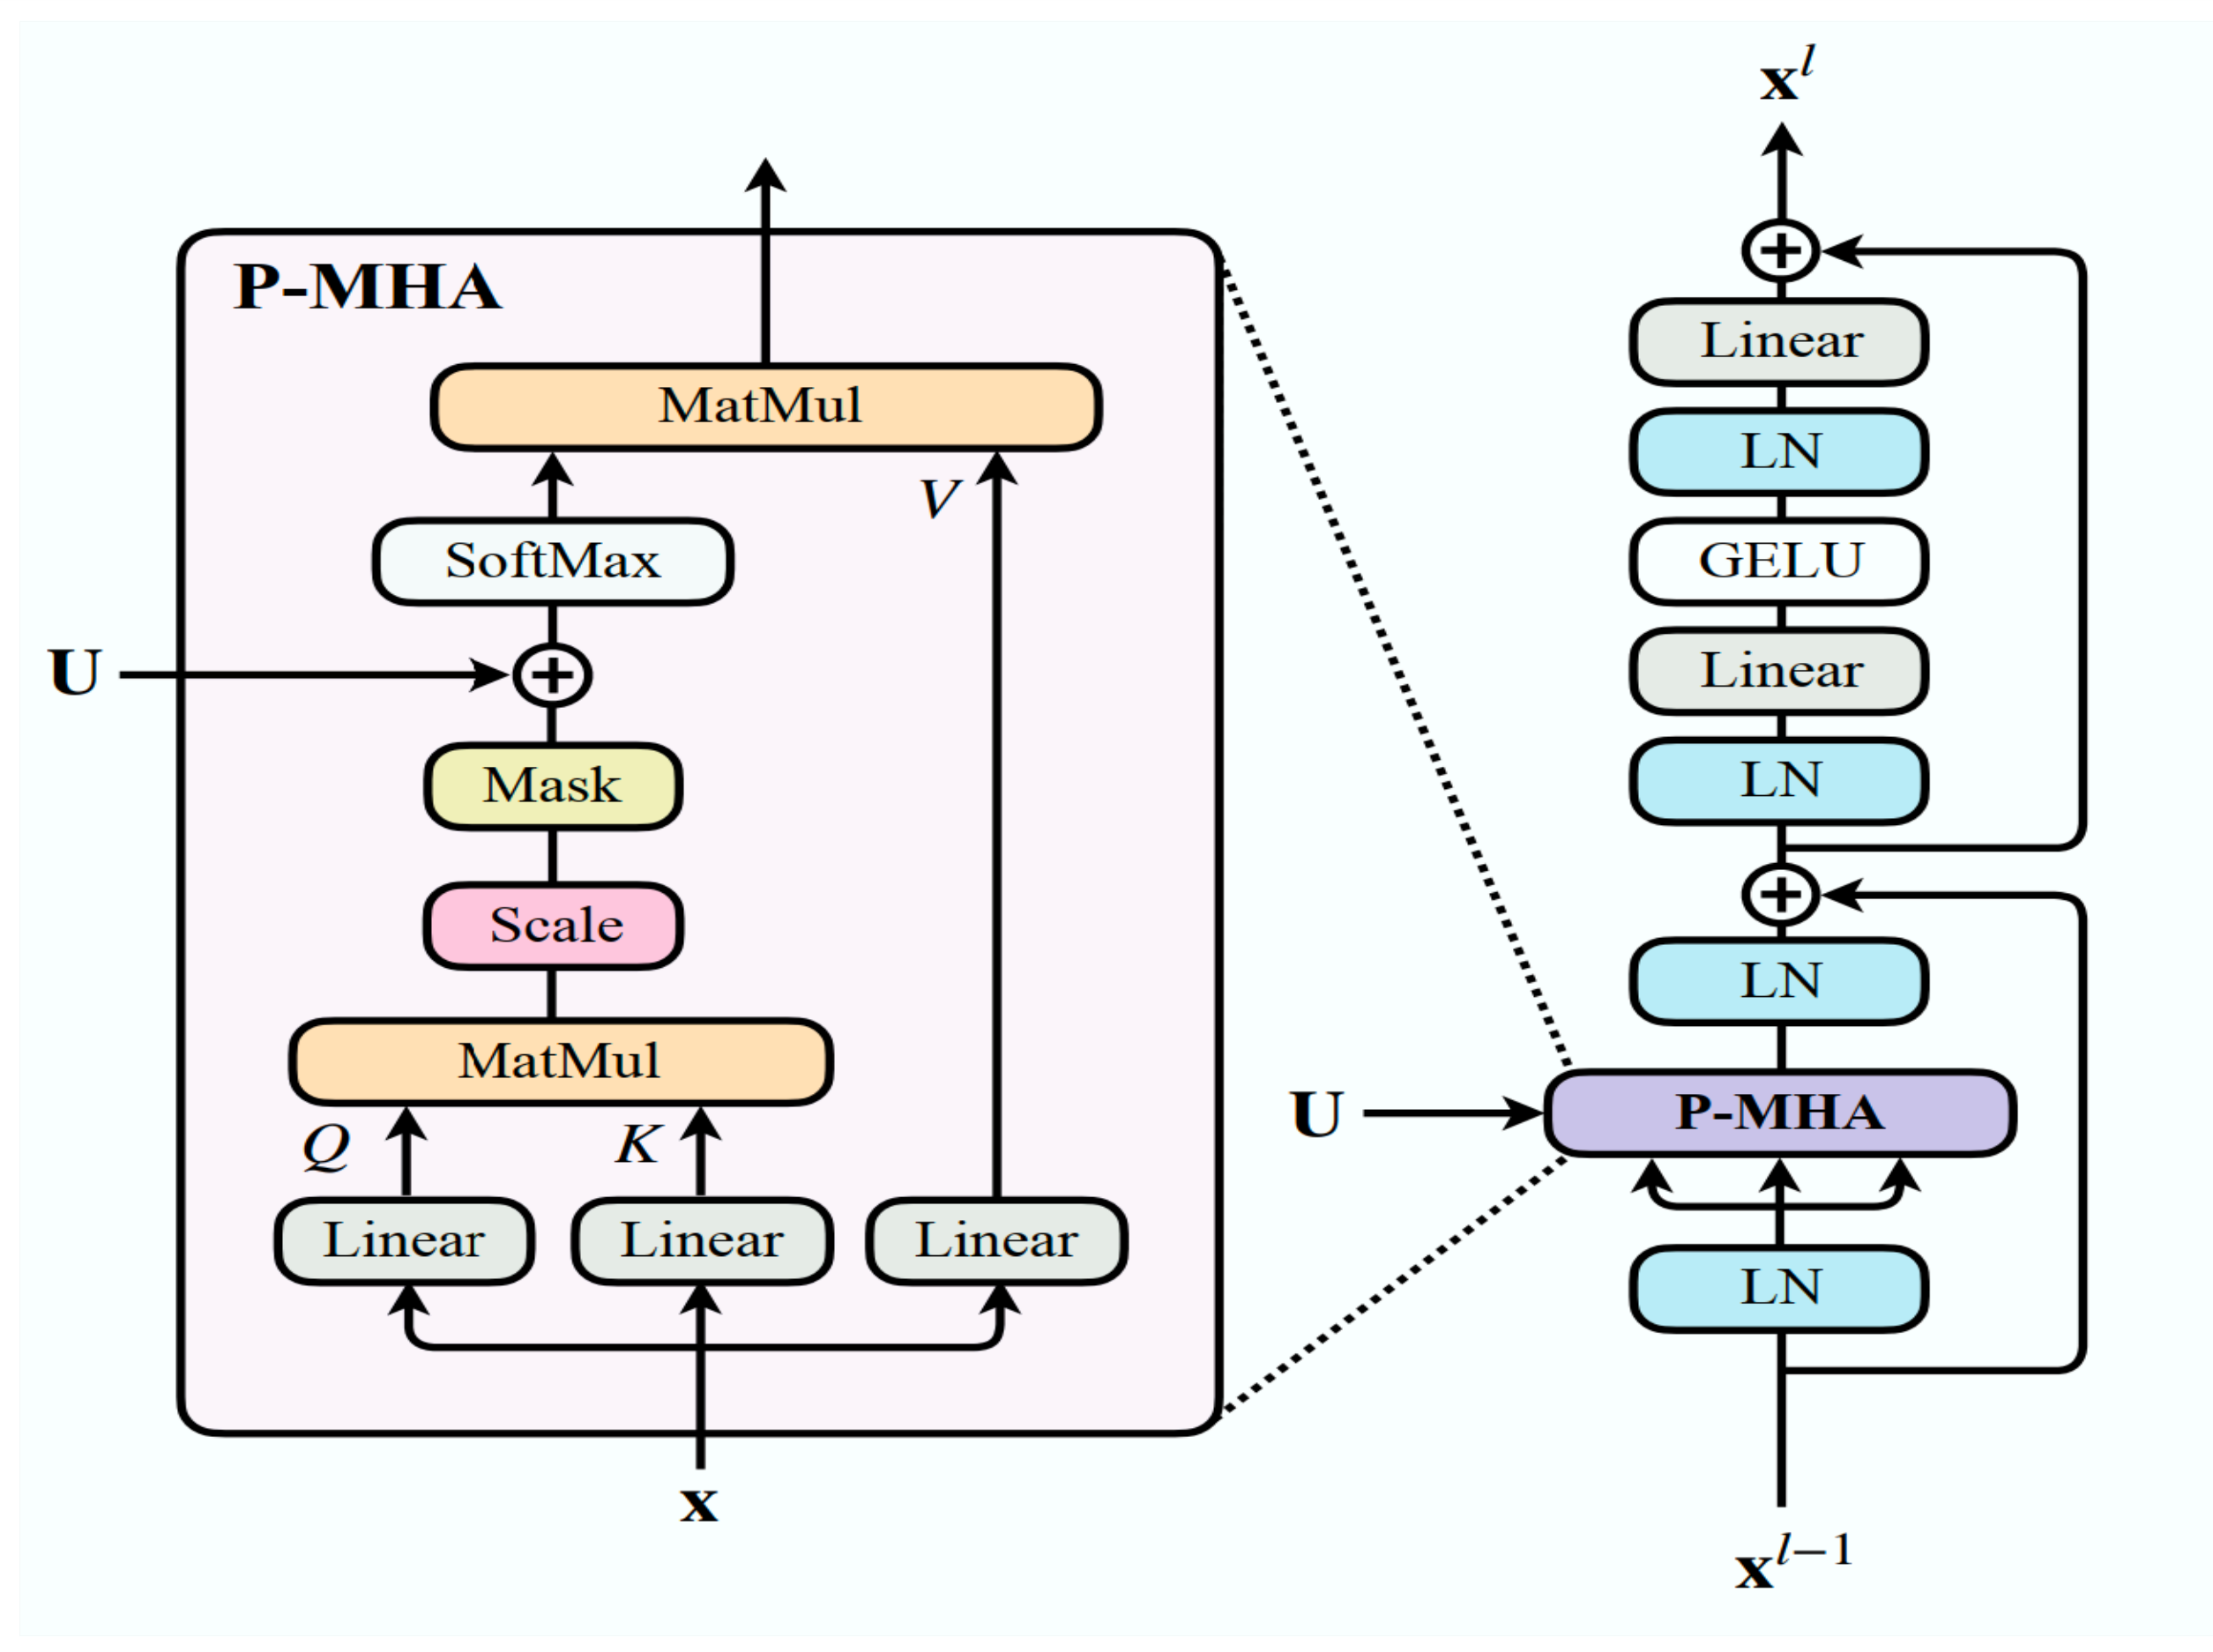 P-MHA
MatMul
V
SoftMax
U
Mask
Scale
MatMul
Q
K
Linear
Linear
Linear
x
x^l
Linear
LN
GELU
Linear
LN
LN
U
P-MHA
LN
x^{l−1}